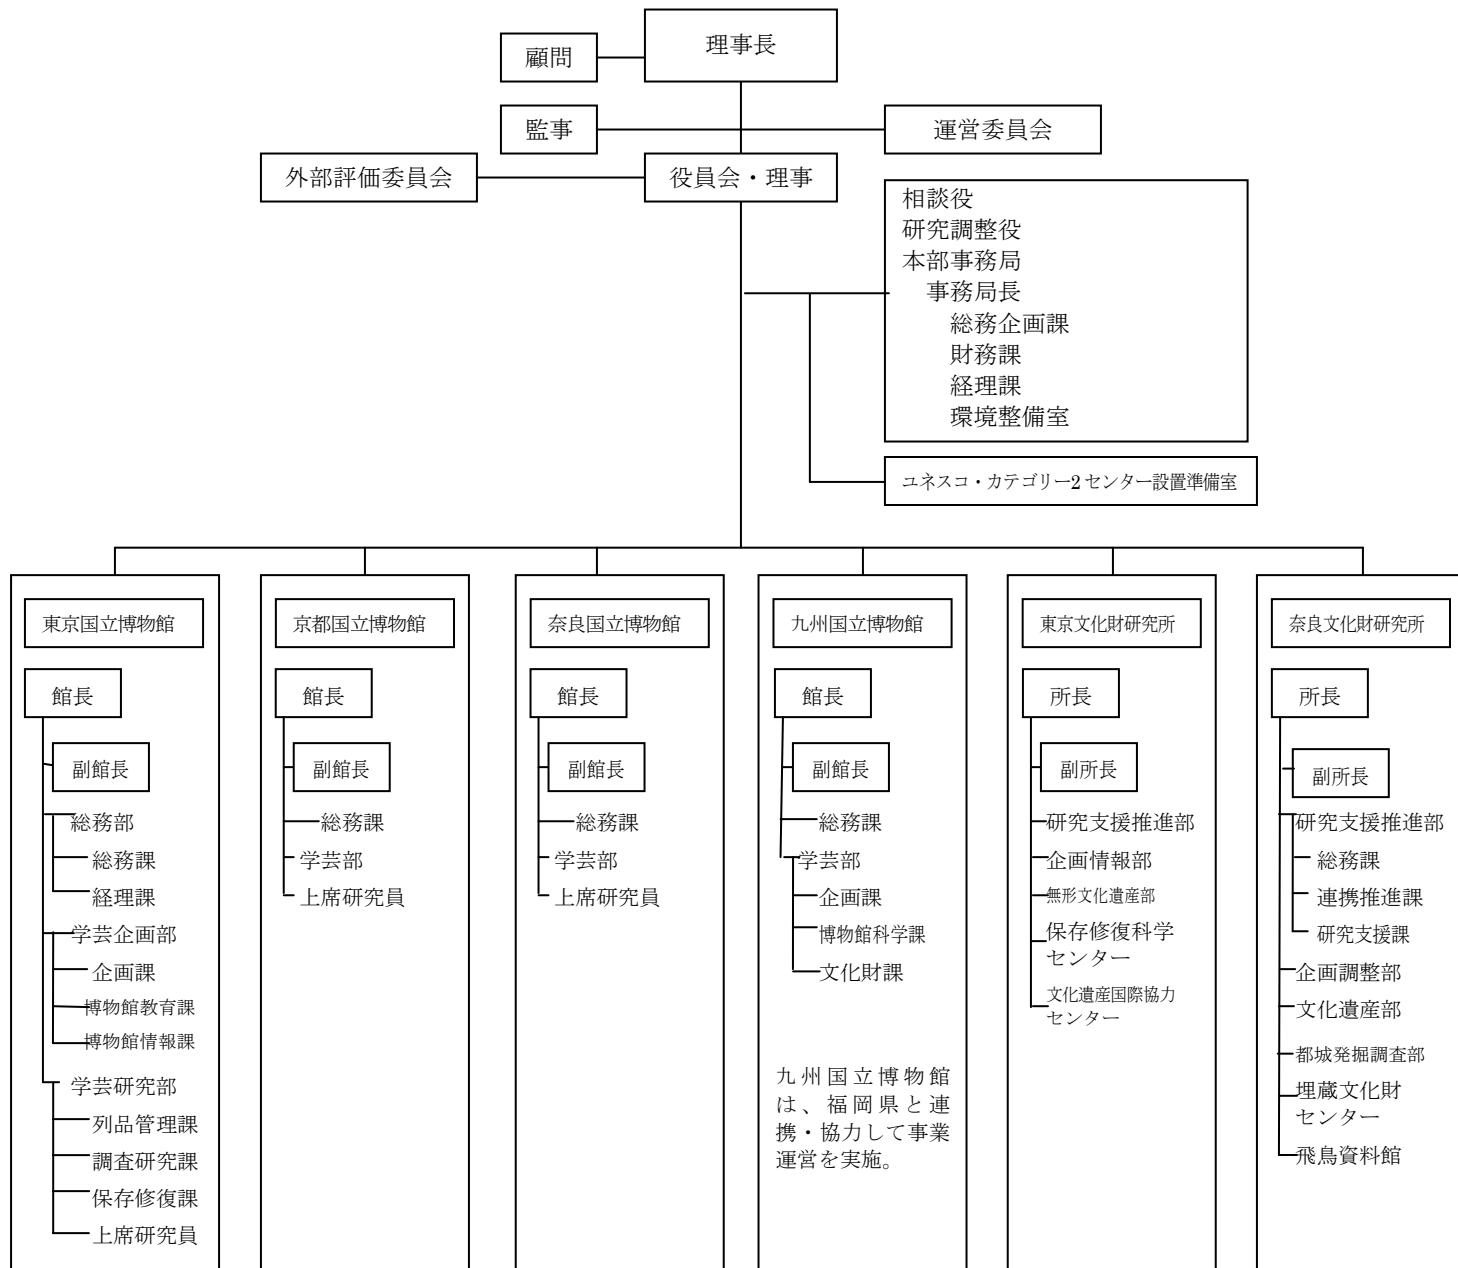 理事長
顧問
監事
運営委員会
外部評価委員会
役員会・理事
相談役
研究調整役
本部事務局
事務局長
総務企画課
財務課
経理課
環境整備室
ユネスコ・カテゴリー2センター設置準備室
東京国立博物館
館長
副館長
総務部
総務課
経理課
学芸企画部
企画課
博物館教育課
博物館情報課
学芸研究部
列品管理課
調査研究課
保存修復課
上席研究員
京都国立博物館
館長
副館長
総務課
学芸部
上席研究員
奈良国立博物館
館長
副館長
総務課
学芸部
上席研究員
九州国立博物館
館長
副館長
総務課
学芸部
企画課
博物館科学課
文化財課
九州国立博物館
は、福岡県と連
携・協力して事業
運営を実施。
東京文化財研究所
所長
副所長
研究支援推進部
企画情報部
無形文化遺産部
保存修復科学
センター
文化遺産国際協力
センター
奈良文化財研究所
所長
副所長
研究支援推進部
総務課
連携推進課
研究支援課
企画調整部
文化遺産部
都城発掘調査部
埋蔵文化財
センター
飛鳥資料館